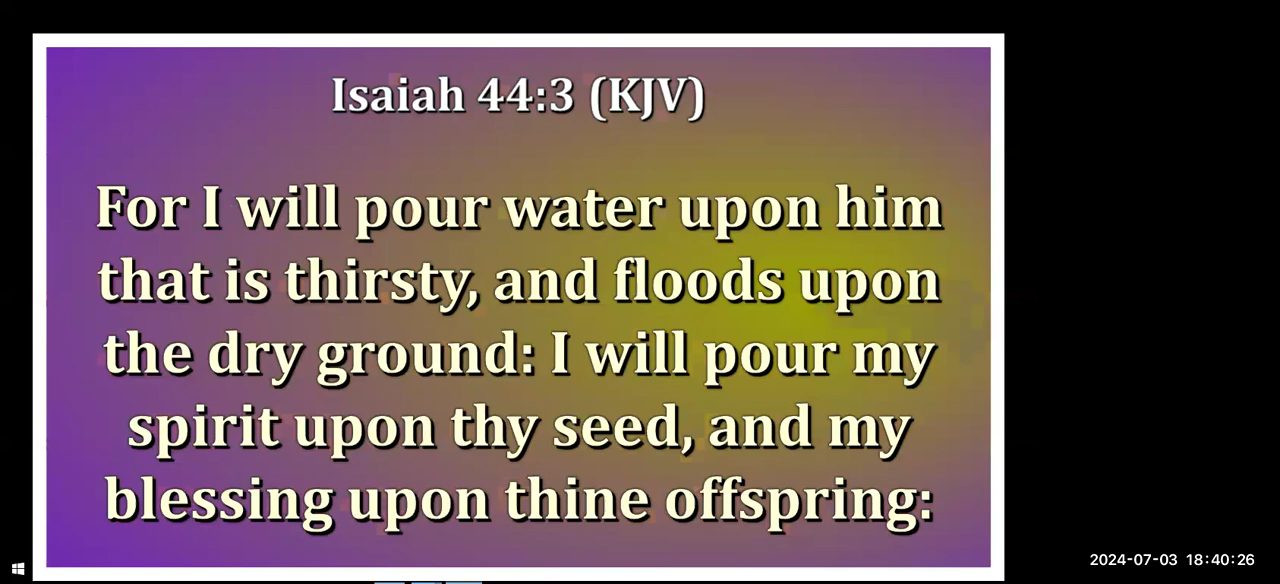 Isaiah 44:3 (KJV)
For I will pour water upon him
that is thirsty, and floods upon
the dry ground: I will pour my
spirit upon thy seed, and my
blessing upon thine offspring:
2024-07-03 18:40:26